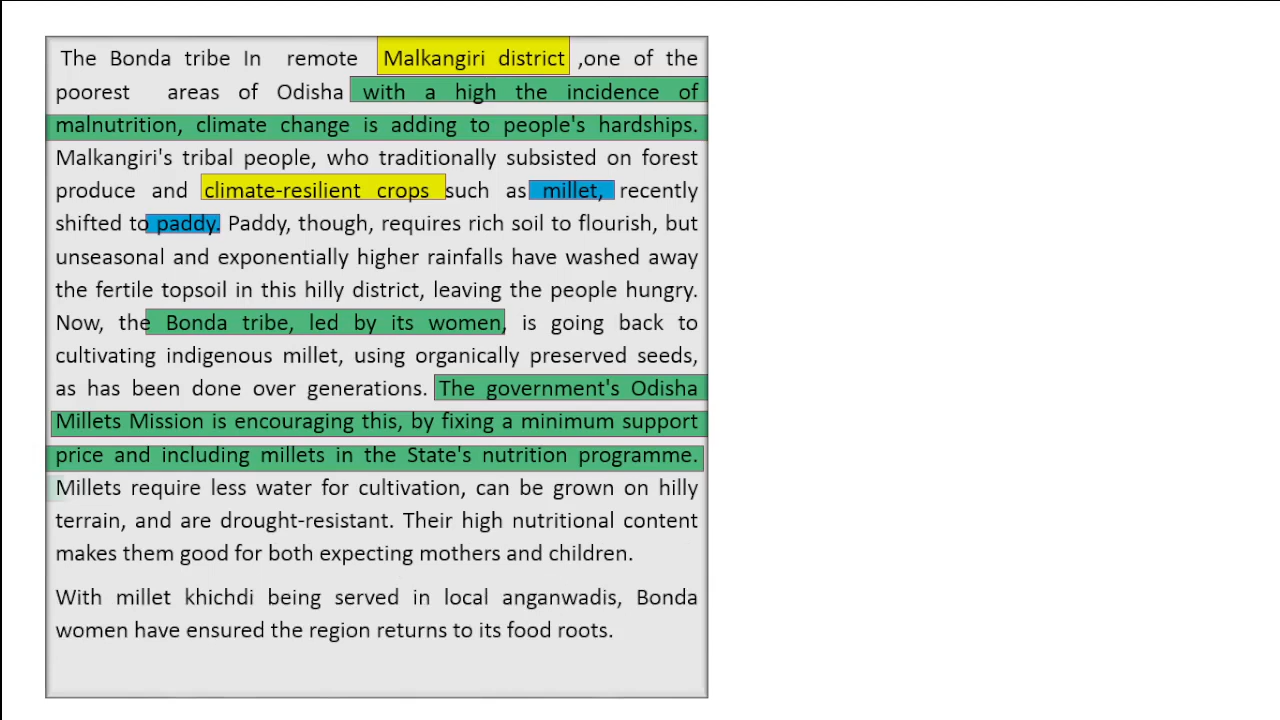 The Bonda tribe In remote Malkangiri district ,one of the
poorest areas of Odisha with a high the incidence of
malnutrition, climate change is adding to people's hardships.
Malkangiri's tribal people, who traditionally subsisted on forest
produce and climate-resilient crops such as millet, recently
shifted to paddy. Paddy, though, requires rich soil to flourish, but
unseasonal and exponentially higher rainfalls have washed away
the fertile topsoil in this hilly district, leaving the people hungry.
Now, the Bonda tribe, led by its women, is going back to
cultivating indigenous millet, using organically preserved seeds,
as has been done over generations. The government's Odisha
Millets Mission is encouraging this, by fixing a minimum support
price and including millets in the State's nutrition programme.
Millets require less water for cultivation, can be grown on hilly
terrain, and are drought-resistant. Their high nutritional content
makes them good for both expecting mothers and children.
With millet khichdi being served in local anganwadis, Bonda
women have ensured the region returns to its food roots.